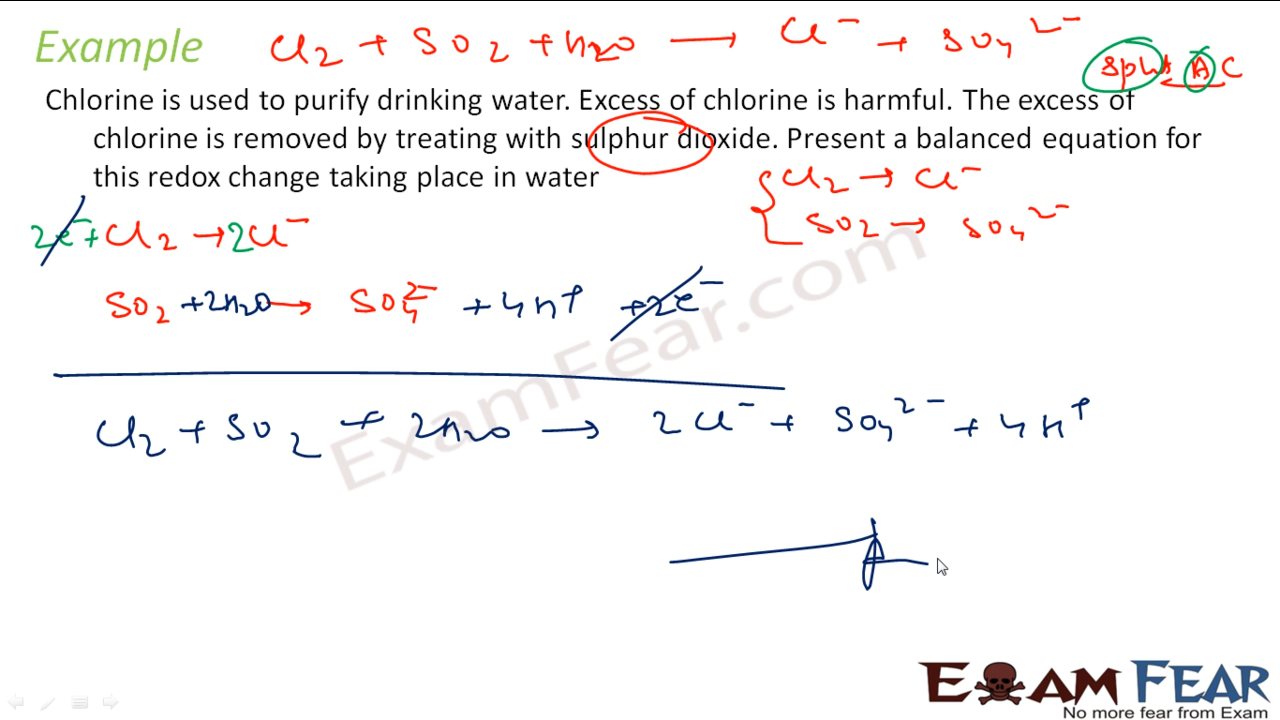 Example Cl2 + SO2 + H2O → Cl⁻ + SO4²⁻
Split AC
Chlorine is used to purify drinking water. Excess of chlorine is harmful. The excess of
chlorine is removed by treating with sulphur dioxide. Present a balanced equation for
this redox change taking place in water
Cl2 → Cl⁻
SO2 → SO4²⁻
2e⁻ + Cl2 → 2Cl⁻
SO2 + 2H2O → SO4²⁻ + 4H⁺ + 2e⁻
Cl2 + SO2 + 2H2O → 2Cl⁻ + SO4²⁻ + 4H⁺
ExamFear.com
EXAMFEAR
No more fear from Exam